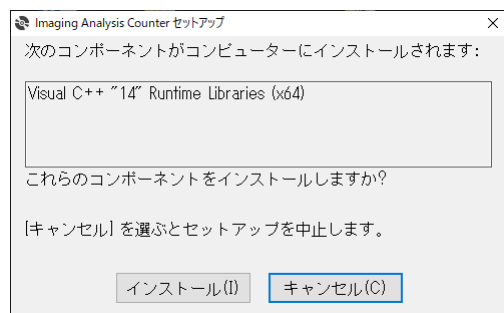 Imaging Analysis Counter セットアップ
次のコンポーネントがコンピューターにインストールされます:
Visual C++ "14" Runtime Libraries (x64)
これらのコンポーネントをインストールしますか?
[キャンセル] を選ぶとセットアップを中止します。
インストール(I) キャンセル(C)